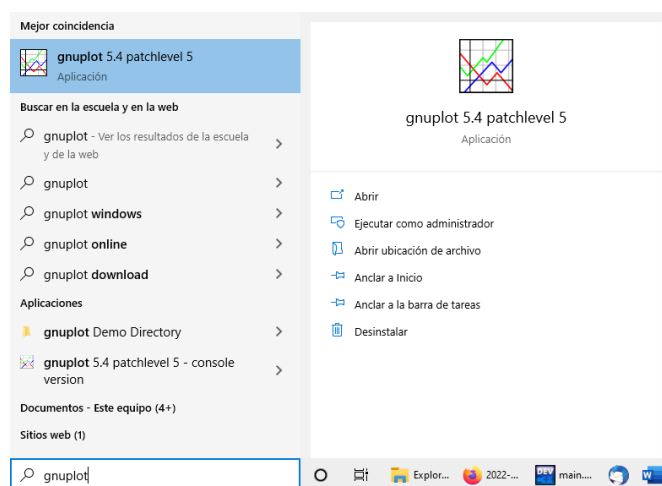 Mejor coincidencia
gnuplot 5.4 patchlevel 5
Aplicación
Buscar en la escuela y en la web
gnuplot - Ver los resultados de la escuela
y de la web
gnuplot
gnuplot windows
gnuplot online
gnuplot download
Aplicaciones
gnuplot Demo Directory
gnuplot 5.4 patchlevel 5 - console
version
Documentos - Este equipo (4+)
Sitios web (1)
gnuplot
gnuplot 5.4 patchlevel 5
Aplicación
Abrir
Ejecutar como administrador
Abrir ubicación de archivo
Anclar a Inicio
Anclar a la barra de tareas
Desinstalar
Explor...
2022-...
DEV
main....
W